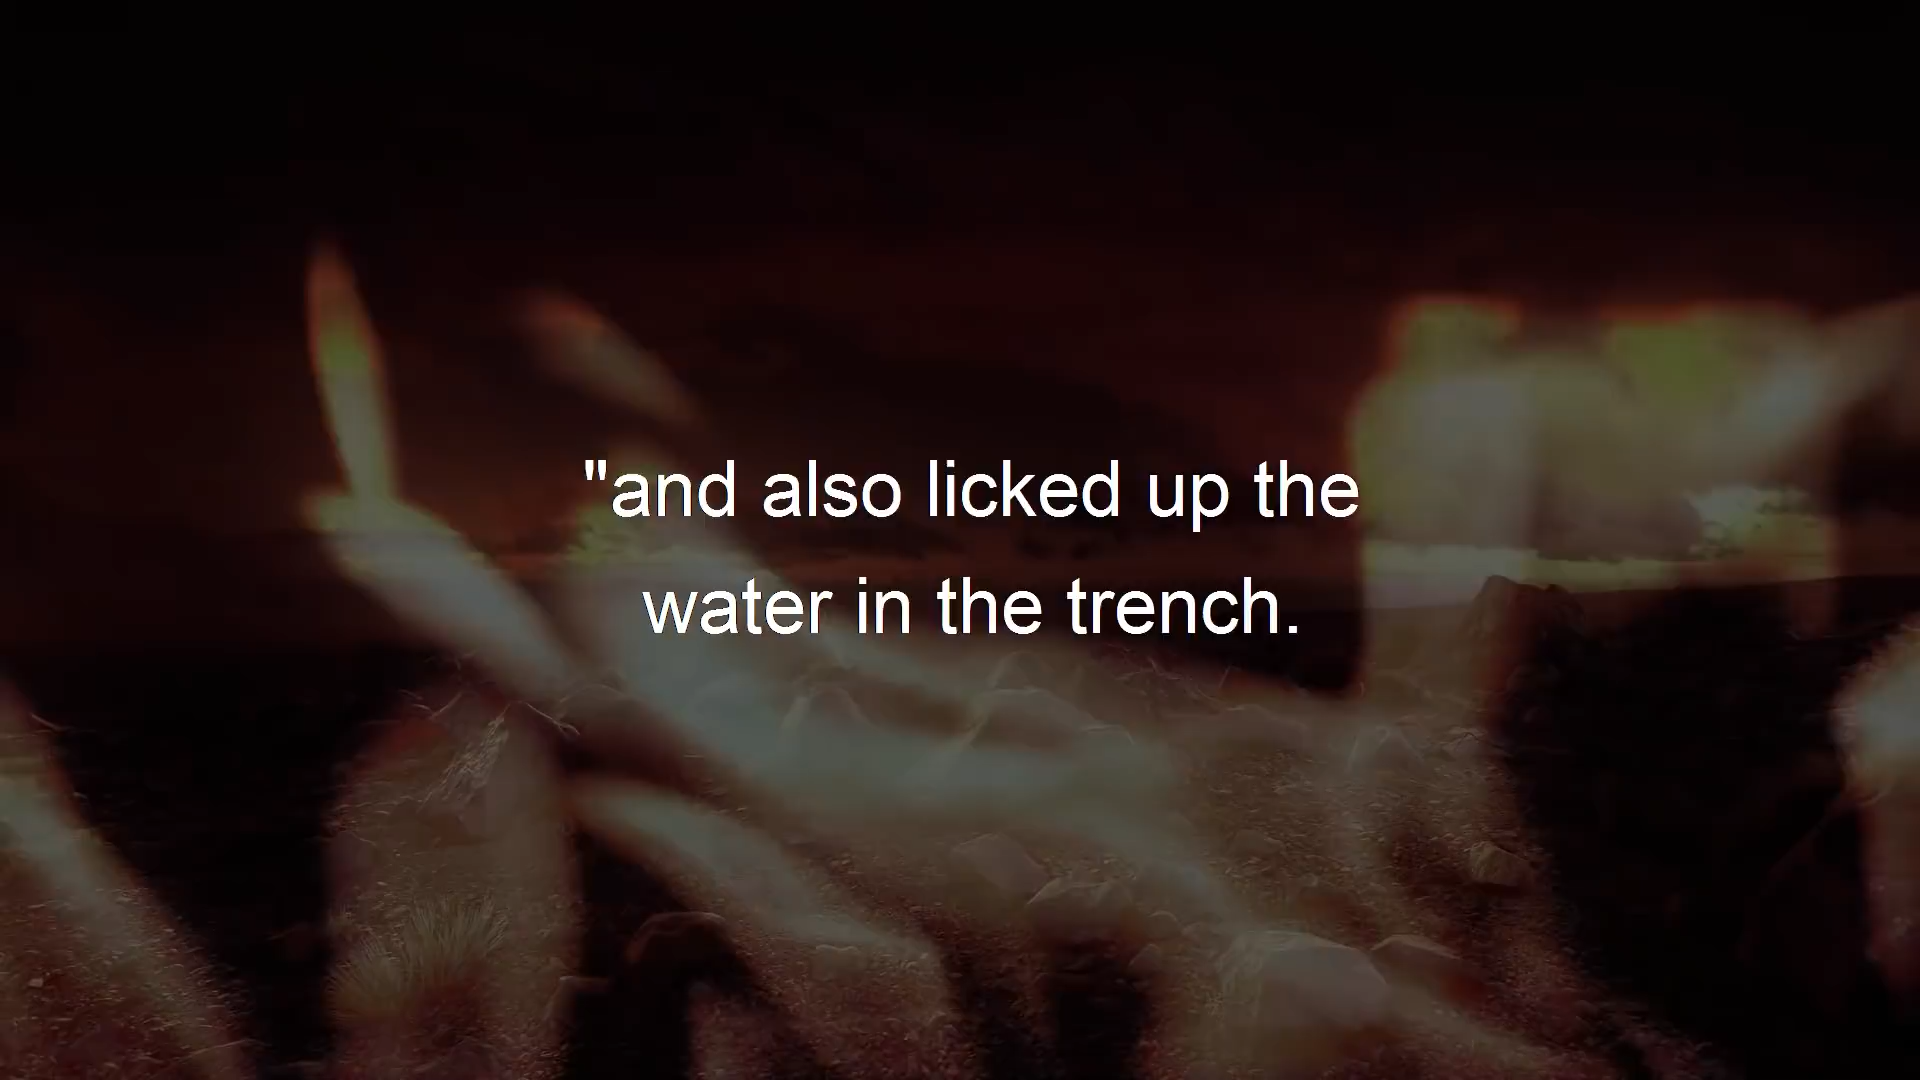 "and also licked up the
water in the trench.